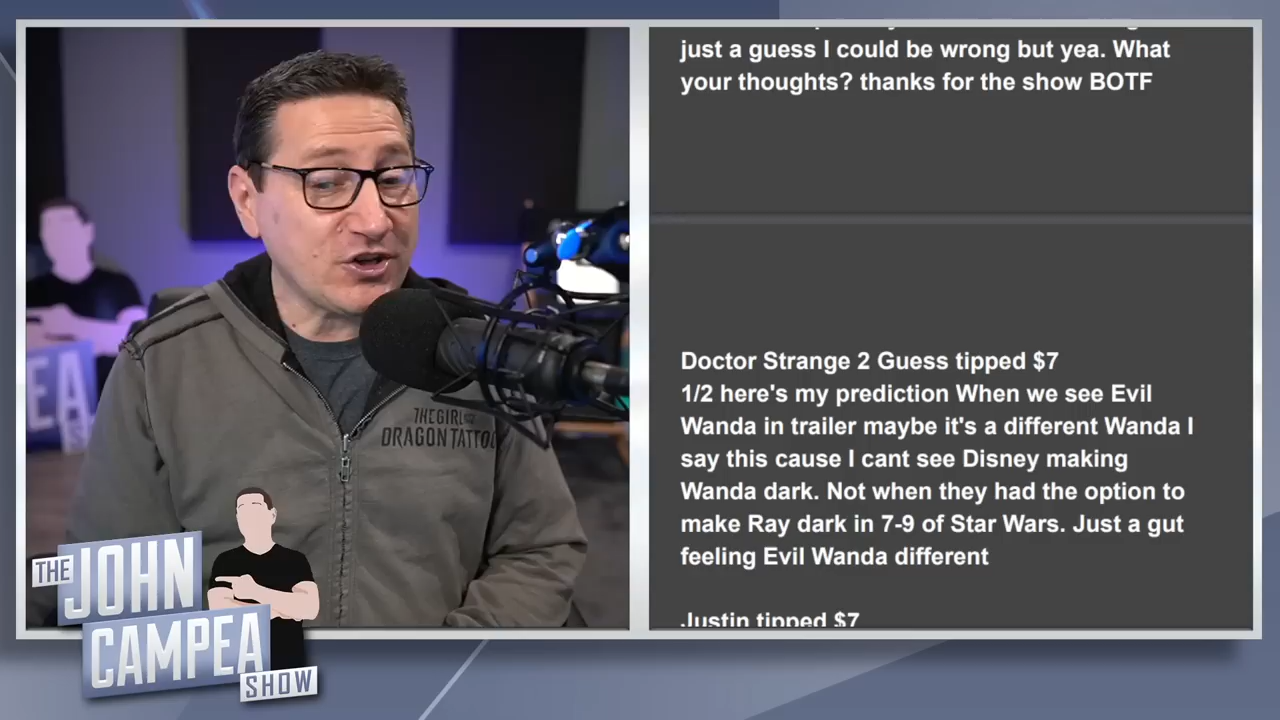 just a guess I could be wrong but yea. What
your thoughts? thanks for the show BOTF
Doctor Strange 2 Guess tipped $7
1/2 here's my prediction When we see Evil
Wanda in trailer maybe it's a different Wanda I
say this cause I cant see Disney making
Wanda dark. Not when they had the option to
make Ray dark in 7-9 of Star Wars. Just a gut
feeling Evil Wanda different
Justin tipped $7
THE GIRL
DRAGON TATTOO
THE
JOHN
CAMPEA
SHOW